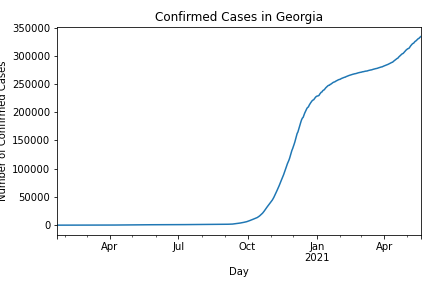 Confirmed Cases in Georgia
350000
300000
250000
200000
150000
100000
50000
0
Number of Confirmed Cases
Apr
Jul
Oct
Jan
2021
Apr
Day